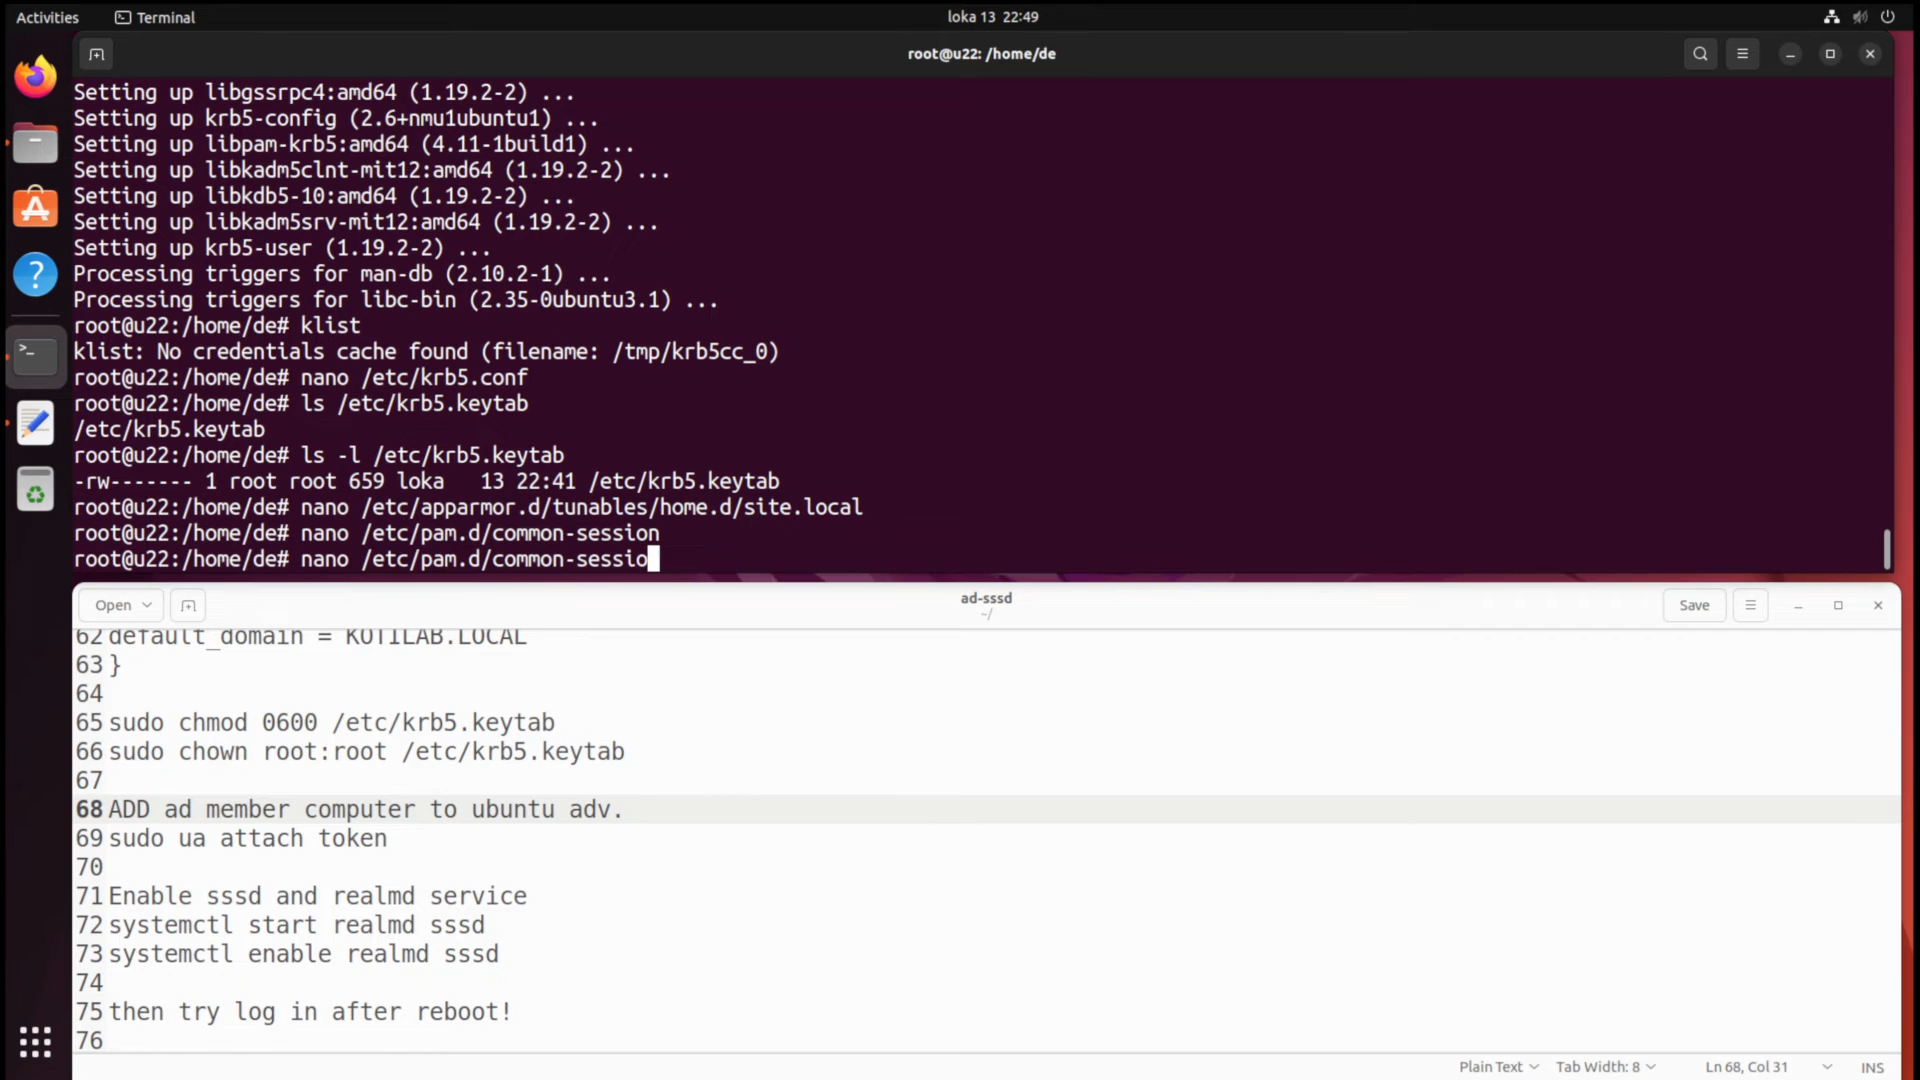 Activities
Terminal
loka 13 22:49
root@u22: /home/de
Setting up libgssrpc4:amd64 (1.19.2-2) ...
Setting up krb5-config (2.6+nmu1ubuntu1) ...
Setting up libpam-krb5:amd64 (4.11-1build1) ...
Setting up libkadm5clnt-mit12:amd64 (1.19.2-2) ...
Setting up libkdb5-10:amd64 (1.19.2-2) ...
Setting up libkadm5srv-mit12:amd64 (1.19.2-2) ...
Setting up krb5-user (1.19.2-2) ...
Processing triggers for man-db (2.10.2-1) ...
Processing triggers for libc-bin (2.35-0ubuntu3.1) ...
root@u22:/home/de# klist
klist: No credentials cache found (filename: /tmp/krb5cc_0)
root@u22:/home/de# nano /etc/krb5.conf
root@u22:/home/de# ls /etc/krb5.keytab
/etc/krb5.keytab
root@u22:/home/de# ls -l /etc/krb5.keytab
-rw------- 1 root root 659 loka   13 22:41 /etc/krb5.keytab
root@u22:/home/de# nano /etc/apparmor.d/tunables/home.d/site.local
root@u22:/home/de# nano /etc/pam.d/common-session
root@u22:/home/de# nano /etc/pam.d/common-sessio
Open
ad-sssd
~/
Save
62 default_domain = KOTILAB.LOCAL
63 }
64
65 sudo chmod 0600 /etc/krb5.keytab
66 sudo chown root:root /etc/krb5.keytab
67
68 ADD ad member computer to ubuntu adv.
69 sudo ua attach token
70
71 Enable sssd and realmd service
72 systemctl start realmd sssd
73 systemctl enable realmd sssd
74
75 then try log in after reboot!
76
Plain Text
Tab Width: 8
Ln 68, Col 31
INS